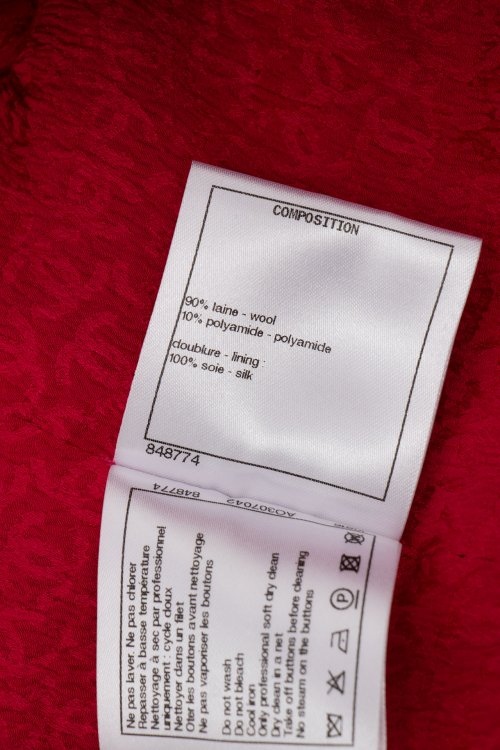 COMPOSITION
90% laine - wool
10% polyamide - polyamide
doublure - lining
100% soie - silk
848774
848774
AO307042
Ne pas laver. Ne pas chlorer
Repasser à basse température
Nettoyage à sec par professionnel
uniquement : cycle doux
Nettoyer dans un filet
Oter les boutons avant nettoyage
Ne pas vaporiser les boutons
Do not wash
Do not bleach
Cool iron
Only professional soft dry clean
Dry clean in a net
Take off buttons before cleaning
No steam on the buttons
P